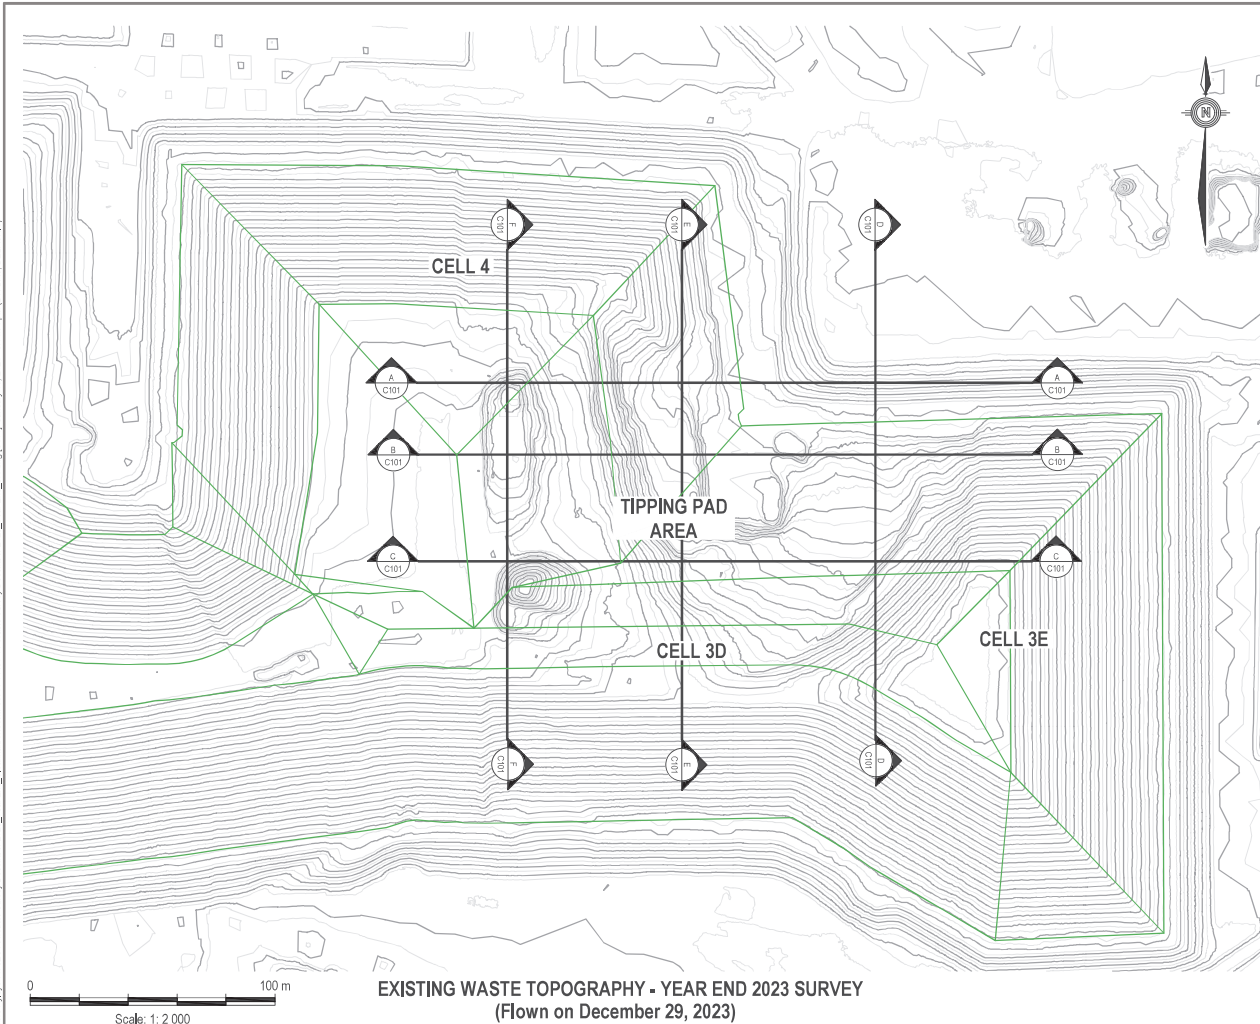 N
F
C101
E
C101
D
C101
CELL 4
A
C101
A
C101
B
C101
B
C101
TIPPING PAD
AREA
C
C101
C
C101
CELL 3D
CELL 3E
F
C101
E
C101
D
C101
0
100 m
Scale: 1: 2 000
EXISTING WASTE TOPOGRAPHY - YEAR END 2023 SURVEY
(Flown on December 29, 2023)